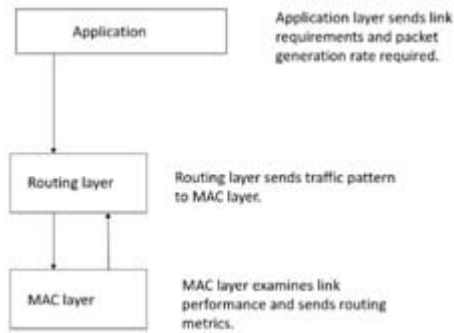 Application
Application layer sends link
requirements and packet
generation rate required.
Routing layer
Routing layer sends traffic pattern
to MAC layer.
MAC layer
MAC layer examines link
performance and sends routing
metrics.